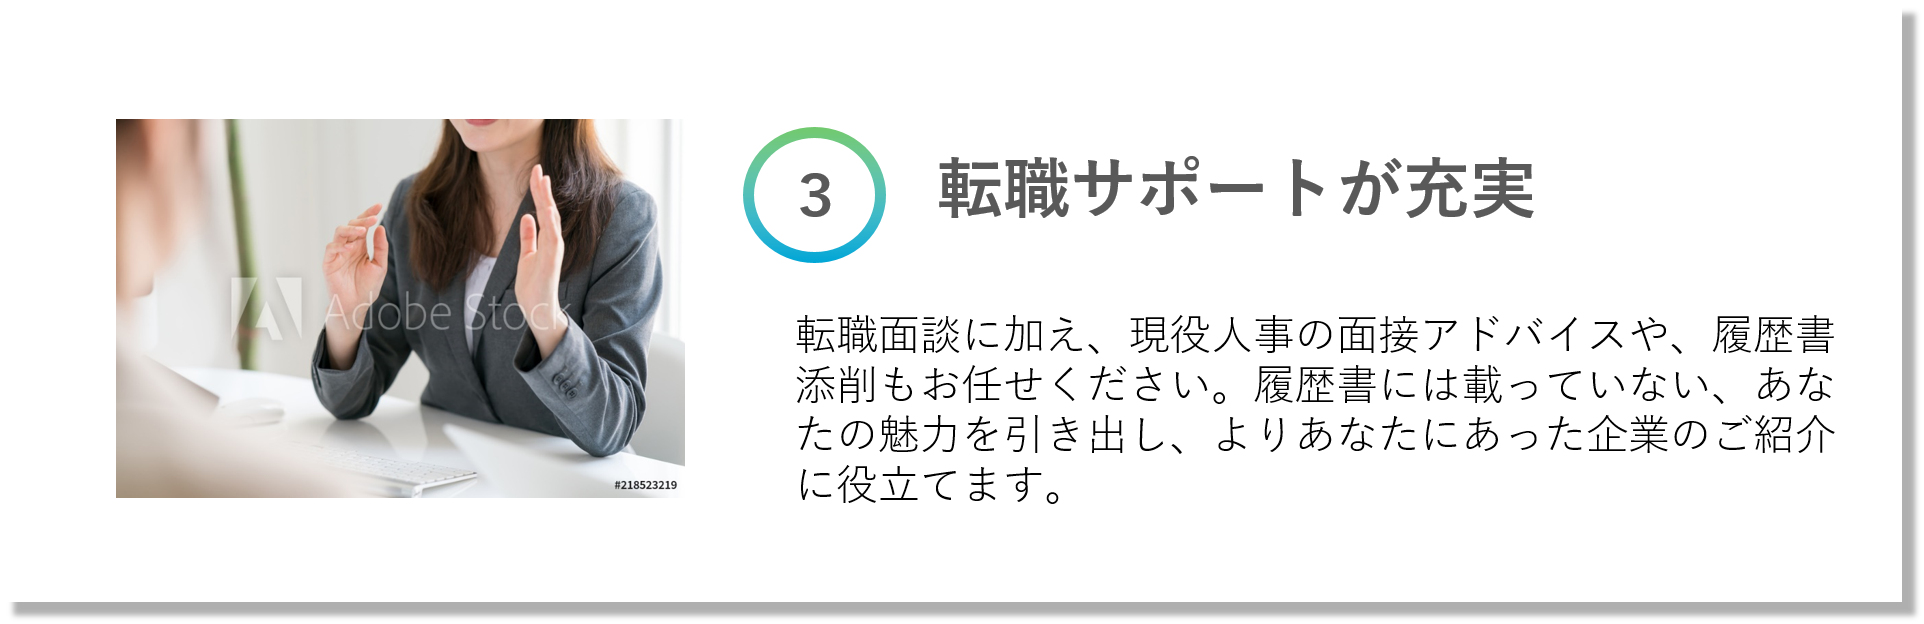 3
転職サポートが充実
転職面談に加え、現役人事の面接アドバイスや、履歴書
添削もお任せください。履歴書には載っていない、あな
たの魅力を引き出し、よりあなたにあった企業のご紹介
に役立てます。
Adobe Stock
#218523219